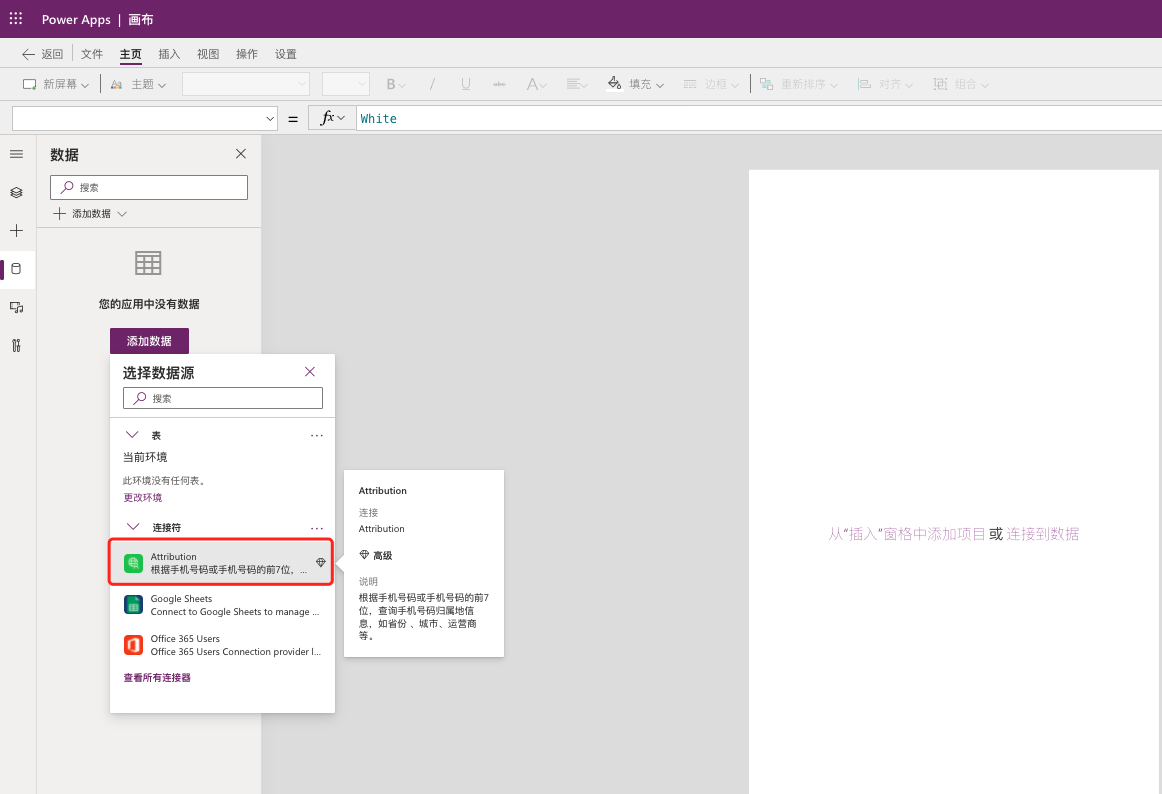 Power Apps | 画布
返回 文件 主页 插入 视图 操作 设置
新屏幕 主题 B / U abc A 填充 边框 重新排序 对齐 组合
= fx White
数据
搜索
添加数据
您的应用中没有数据
添加数据
选择数据源
搜索
表 ...
当前环境
此环境没有任何表。
更改环境
连接符 ...
Attribution
根据手机号码或手机号码的前7位，...
Google Sheets
Connect to Google Sheets to manage ...
Office 365 Users
Office 365 Users Connection provider l...
查看所有连接器
Attribution
连接
Attribution
高级
说明
根据手机号码或手机号码的前7
位，查询手机号码归属地信
息，如省份 、城市、运营商
等。
从“插入”窗格中添加项目 或 连接到数据